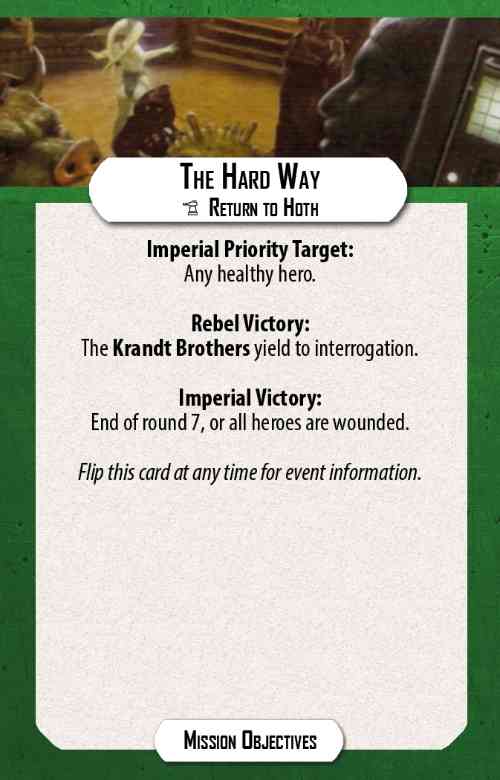 The Hard Way
Return to Hoth
Imperial Priority Target:
Any healthy hero.
Rebel Victory:
The Krandt Brothers yield to interrogation.
Imperial Victory:
End of round 7, or all heroes are wounded.
Flip this card at any time for event information.
Mission Objectives